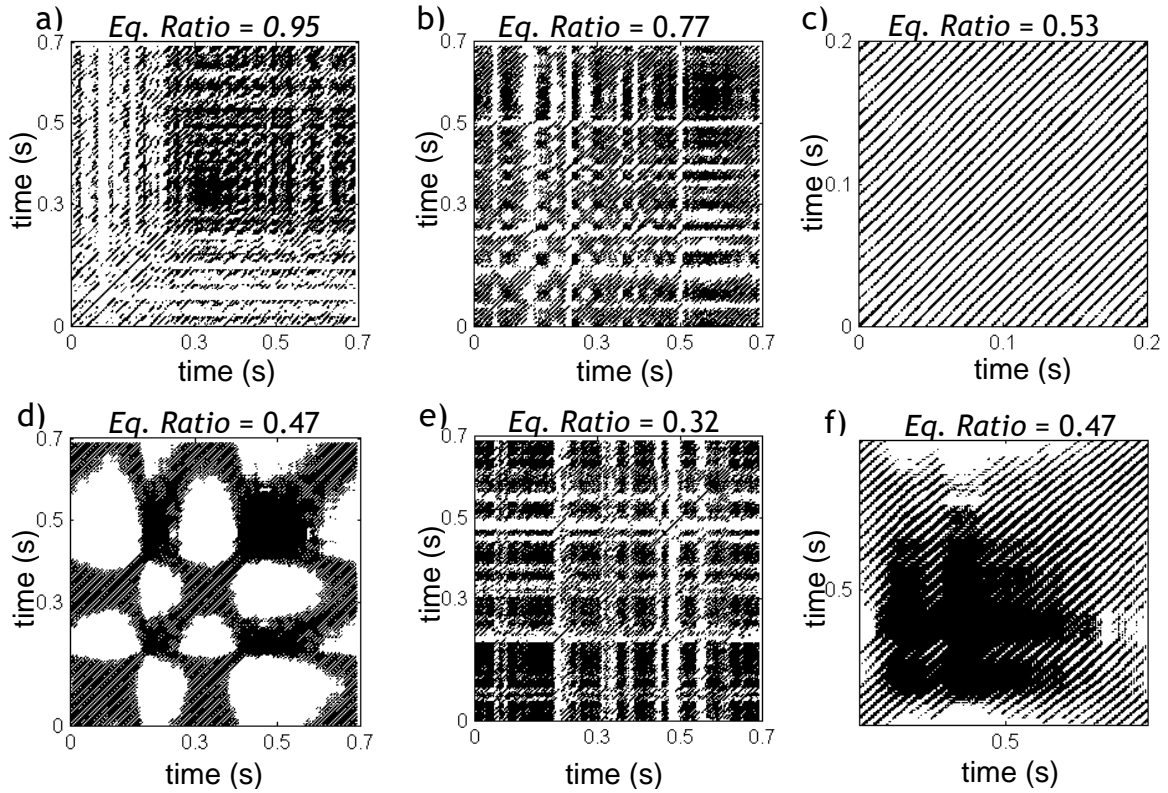 a) Eq. Ratio = 0.95
0.7
0.5
0.3
0
time (s)
0 0.3 0.5 0.7
time (s)
b) Eq. Ratio = 0.77
0.7
0.5
0.3
0
time (s)
0 0.3 0.5 0.7
time (s)
c) Eq. Ratio = 0.53
0.2
0.1
0
time (s)
0 0.1 0.2
time (s)
d) Eq. Ratio = 0.47
0.7
0.5
0.3
0
time (s)
0 0.3 0.5 0.7
time (s)
e) Eq. Ratio = 0.32
0.7
0.5
0.3
0
time (s)
0 0.3 0.5 0.7
time (s)
f) Eq. Ratio = 0.47
0.5
time (s)
0.5
time (s)